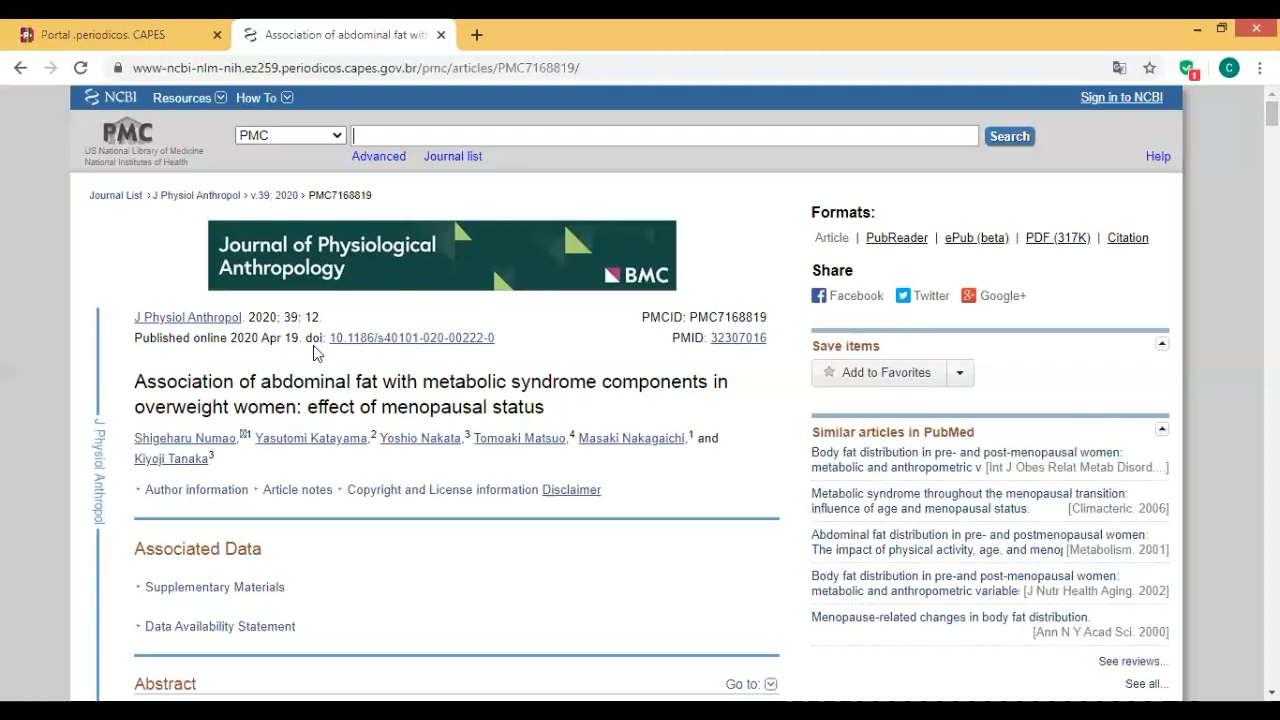 Portal .periodicos. CAPES
Association of abdominal fat with
www-ncbi-nlm-nih.ez259.periodicos.capes.gov.br/pmc/articles/PMC7168819/
1
C
NCBI Resources How To Sign in to NCBI
PMC
US National Library of Medicine
National Institutes of Health
PMC
Search
Advanced Journal list Help
Journal List › J Physiol Anthropol › v.39; 2020 › PMC7168819
Journal of Physiological
Anthropology
BMC
J Physiol Anthropol
J Physiol Anthropol. 2020; 39: 12. PMCID: PMC7168819
Published online 2020 Apr 19. doi: 10.1186/s40101-020-00222-0 PMID: 32307016
Association of abdominal fat with metabolic syndrome components in
overweight women: effect of menopausal status
Shigeharu Numao,✉1 Yasutomi Katayama,2 Yoshio Nakata,3 Tomoaki Matsuo,4 Masaki Nakagaichi,1 and
Kiyoji Tanaka3
Author information Article notes Copyright and License information Disclaimer
Associated Data
Supplementary Materials
Data Availability Statement
Abstract Go to:
Formats:
Article | PubReader | ePub (beta) | PDF (317K) | Citation
Share
Facebook Twitter Google+
Save items
Add to Favorites
Similar articles in PubMed
Body fat distribution in pre- and post-menopausal women:
metabolic and anthropometric v [Int J Obes Relat Metab Disord....]
Metabolic syndrome throughout the menopausal transition:
influence of age and menopausal status. [Climacteric. 2006]
Abdominal fat distribution in pre- and postmenopausal women:
The impact of physical activity, age, and meno [Metabolism. 2001]
Body fat distribution in pre-and post-menopausal women:
metabolic and anthropometric variable [J Nutr Health Aging. 2002]
Menopause-related changes in body fat distribution.
[Ann N Y Acad Sci. 2000]
See reviews...
See all...